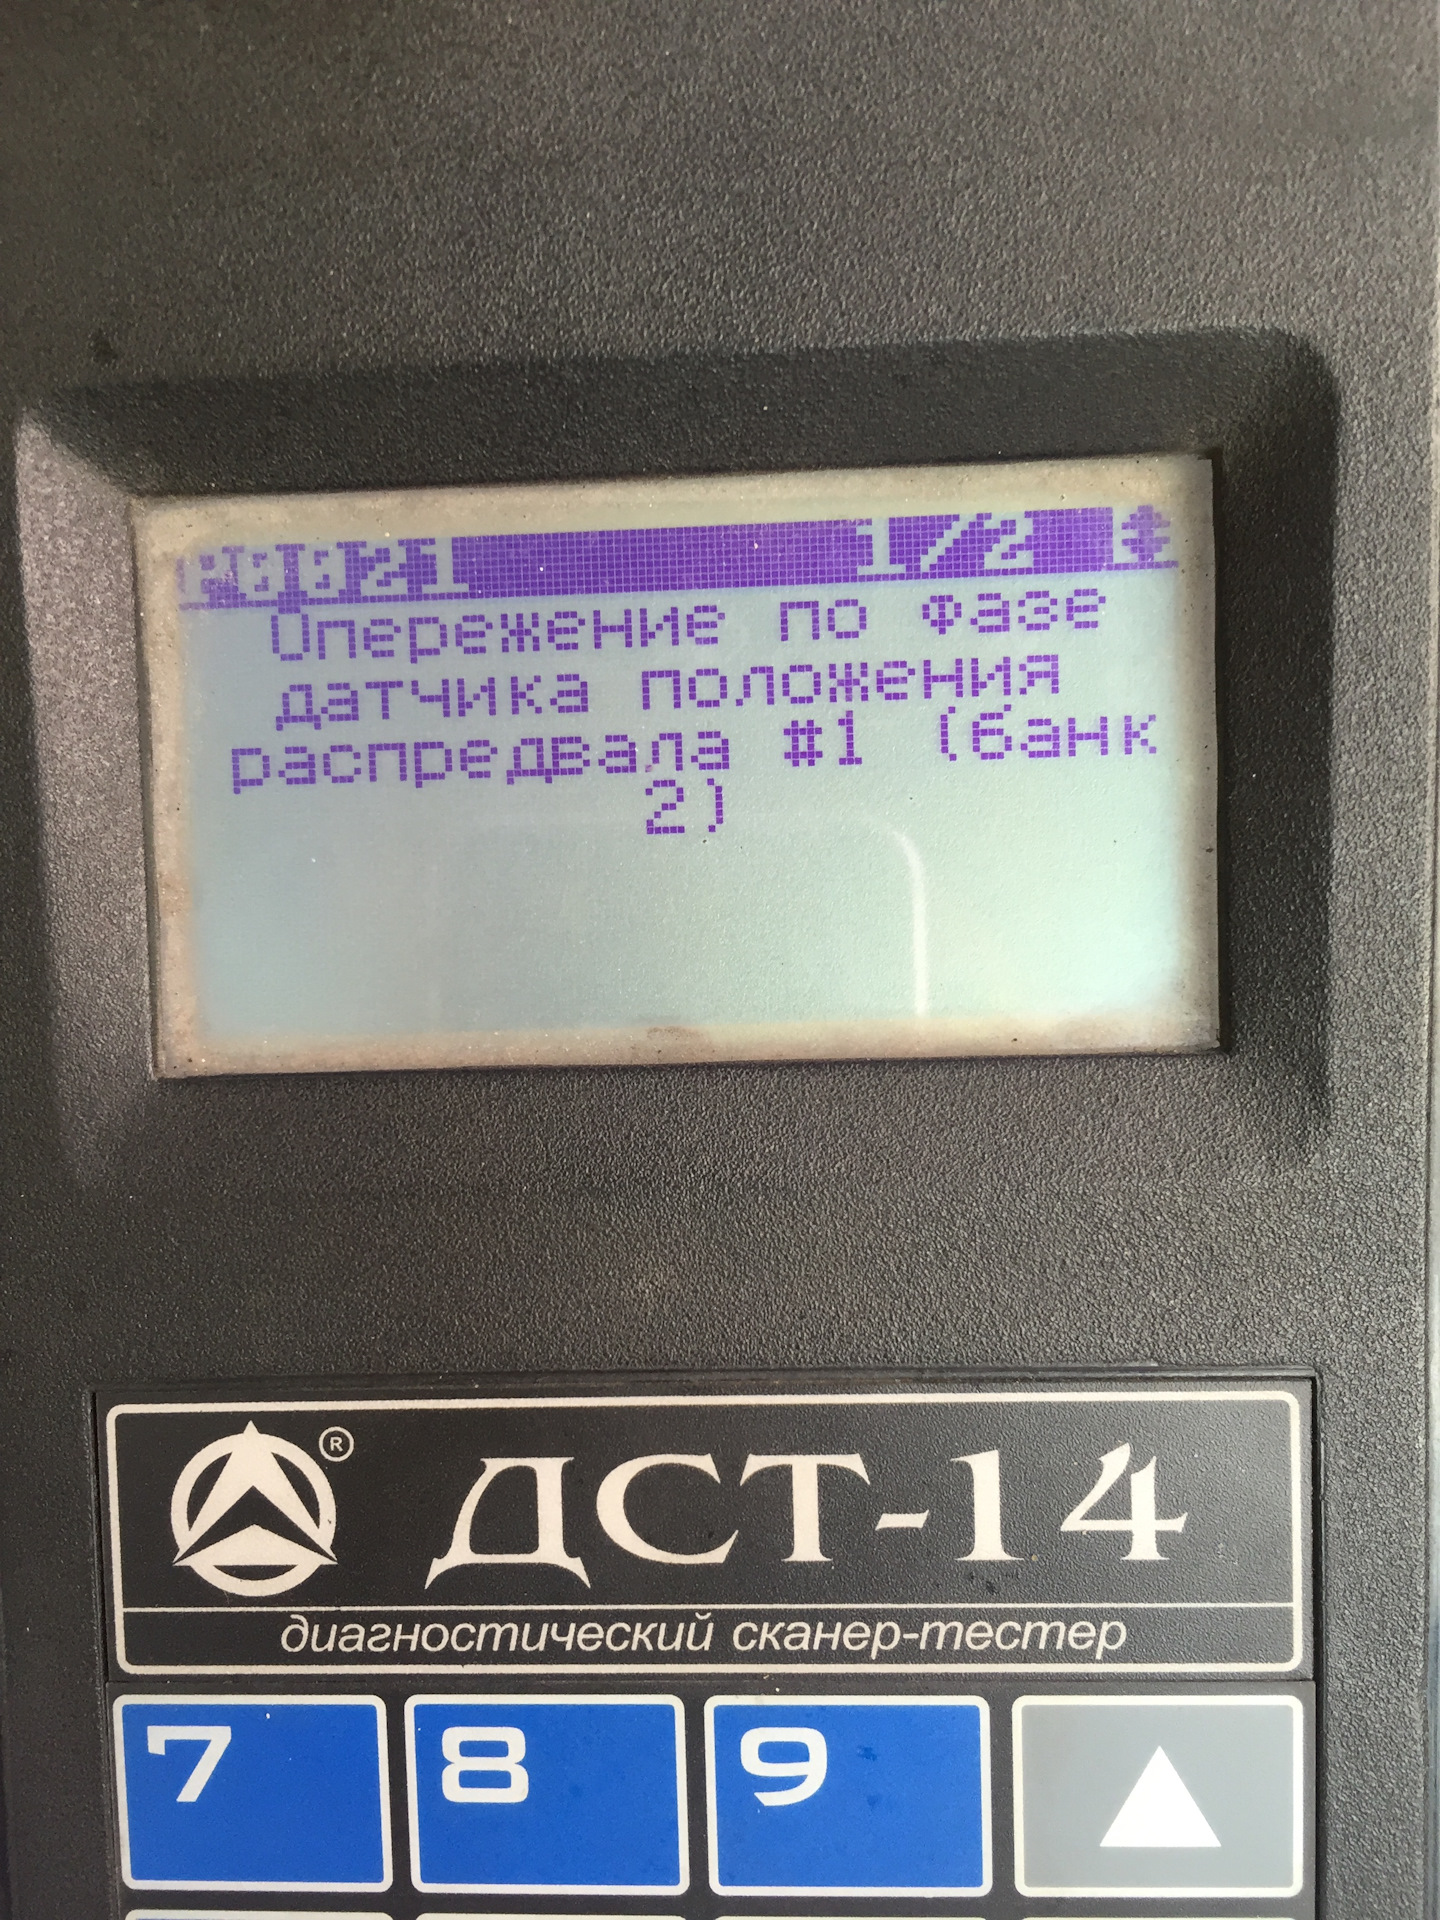 P0021 1/2
Опережение по фазе
датчика положения
распредвала #1 (банк
2)
®
ДСТ-14
диагностический сканер-тестер
7 8 9